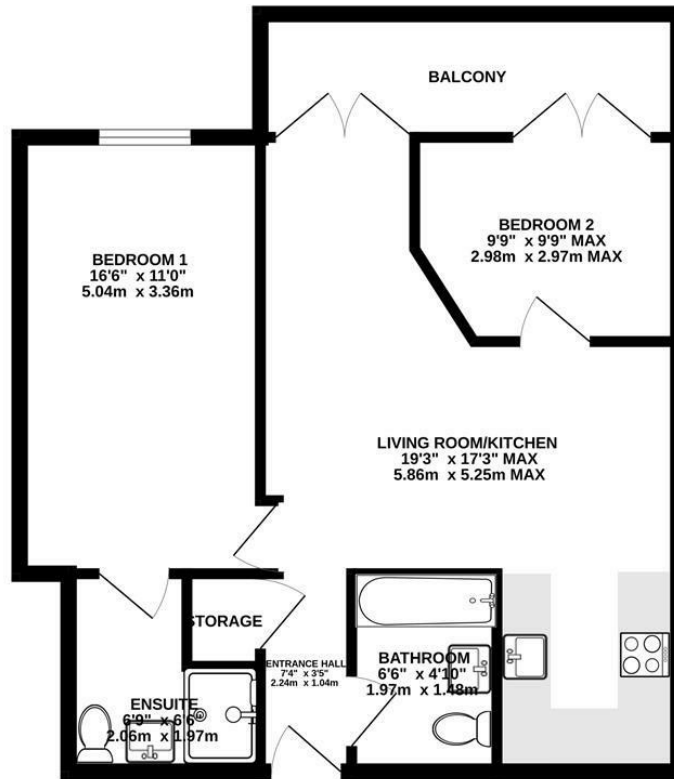 BALCONY
BEDROOM 1
16'6" x 11'0"
5.04m x 3.36m
BEDROOM 2
9'9" x 9'9" MAX
2.98m x 2.97m MAX
LIVING ROOM/KITCHEN
19'3" x 17'3" MAX
5.86m x 5.25m MAX
STORAGE
ENTRANCE HALL
7'4" x 3'5"
2.24m x 1.04m
BATHROOM
6'6" x 4'10"
1.97m x 1.48m
ENSUITE
6'9" x 6'6"
2.06m x 1.97m